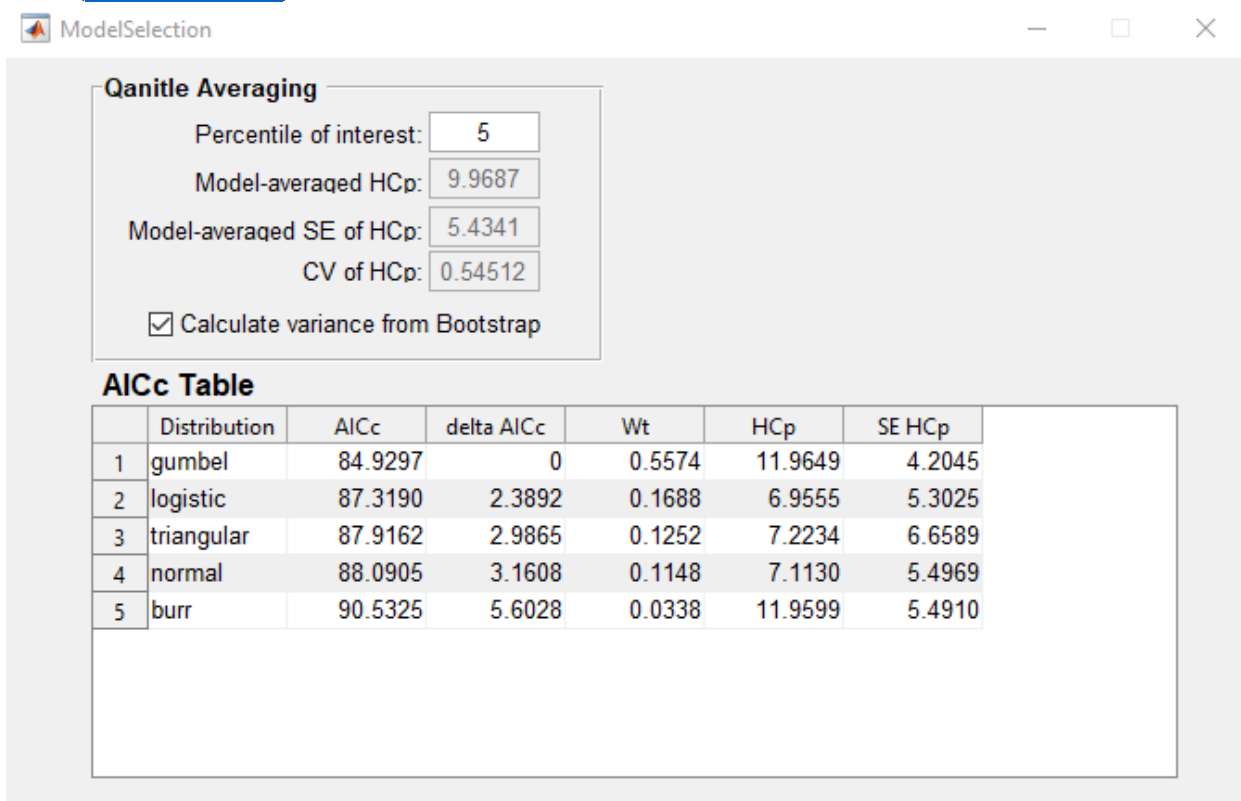 ModelSelection
Qanitle Averaging
Percentile of interest: 5
Model-averaged HCp: 9.9687
Model-averaged SE of HCp: 5.4341
CV of HCp: 0.54512
Calculate variance from Bootstrap
AICc Table
Distribution AICc delta AICc Wt HCp SE HCp
1 gumbel 84.9297 0 0.5574 11.9649 4.2045
2 logistic 87.3190 2.3892 0.1688 6.9555 5.3025
3 triangular 87.9162 2.9865 0.1252 7.2234 6.6589
4 normal 88.0905 3.1608 0.1148 7.1130 5.4969
5 burr 90.5325 5.6028 0.0338 11.9599 5.4910